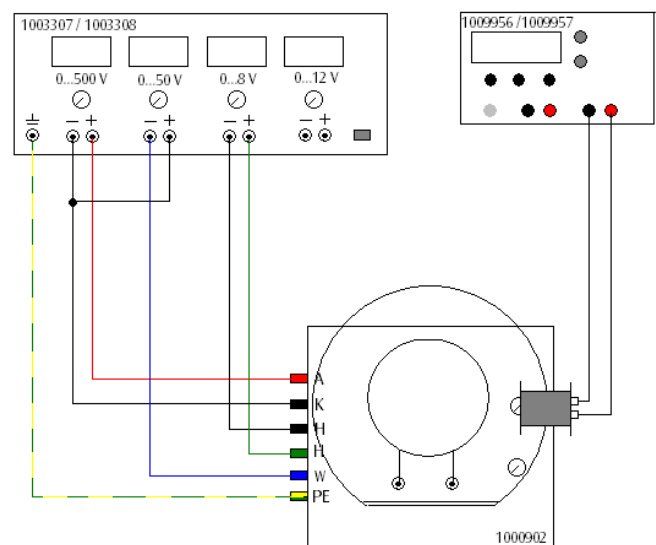 1003307 / 1003308
1009956 /1009957
0...500 V
0...50 V
0...8 V
0...12 V
− +
− +
− +
− +
A
K
H
H
W
PE
1000902